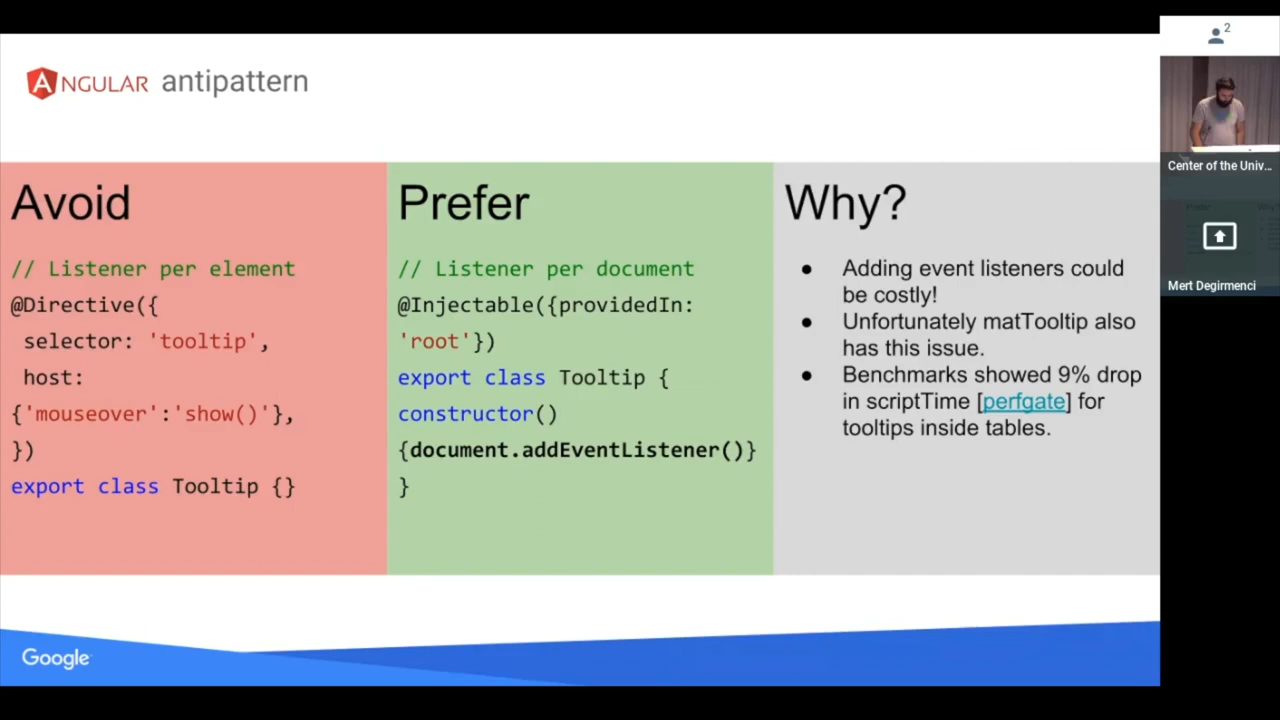 ANGULAR antipattern
Avoid
// Listener per element
@Directive({
selector: 'tooltip',
host:
{'mouseover':'show()'},
})
export class Tooltip {}
Prefer
// Listener per document
@Injectable({providedIn:
'root'})
export class Tooltip {
constructor()
{document.addEventListener()}
}
Why?
● Adding event listeners could
be costly!
● Unfortunately matTooltip also
has this issue.
● Benchmarks showed 9% drop
in scriptTime [perfgate] for
tooltips inside tables.
Google
2
Center of the Univ...
Mert Degirmenci